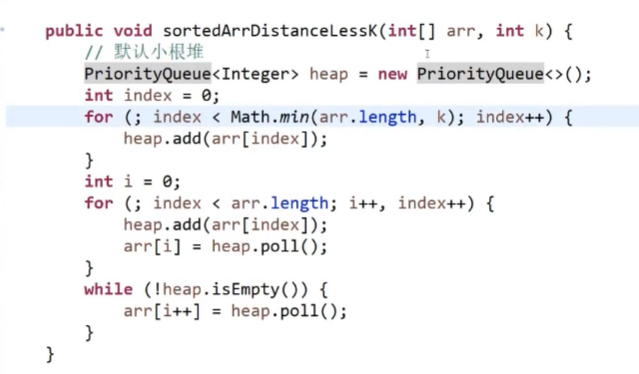 public void sortedArrDistanceLessK(int[] arr, int k) {
// 默认小根堆
PriorityQueue<Integer> heap = new PriorityQueue<>();
int index = 0;
for (; index < Math.min(arr.length, k); index++) {
heap.add(arr[index]);
}
int i = 0;
for (; index < arr.length; i++, index++) {
heap.add(arr[index]);
arr[i] = heap.poll();
}
while (!heap.isEmpty()) {
arr[i++] = heap.poll();
}
}